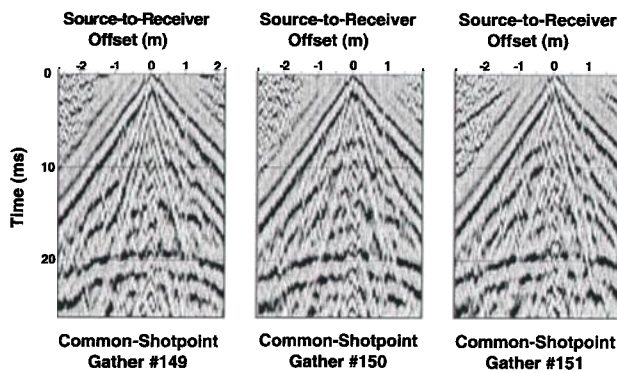 Source-to-Receiver Source-to-Receiver Source-to-Receiver
Offset (m) Offset (m) Offset (m)
-2 -1 0 1 2 -2 -1 0 1 -2 -1 0 1
0
10
20
Time (ms)
Common-Shotpoint Common-Shotpoint Common-Shotpoint
Gather #149 Gather #150 Gather #151